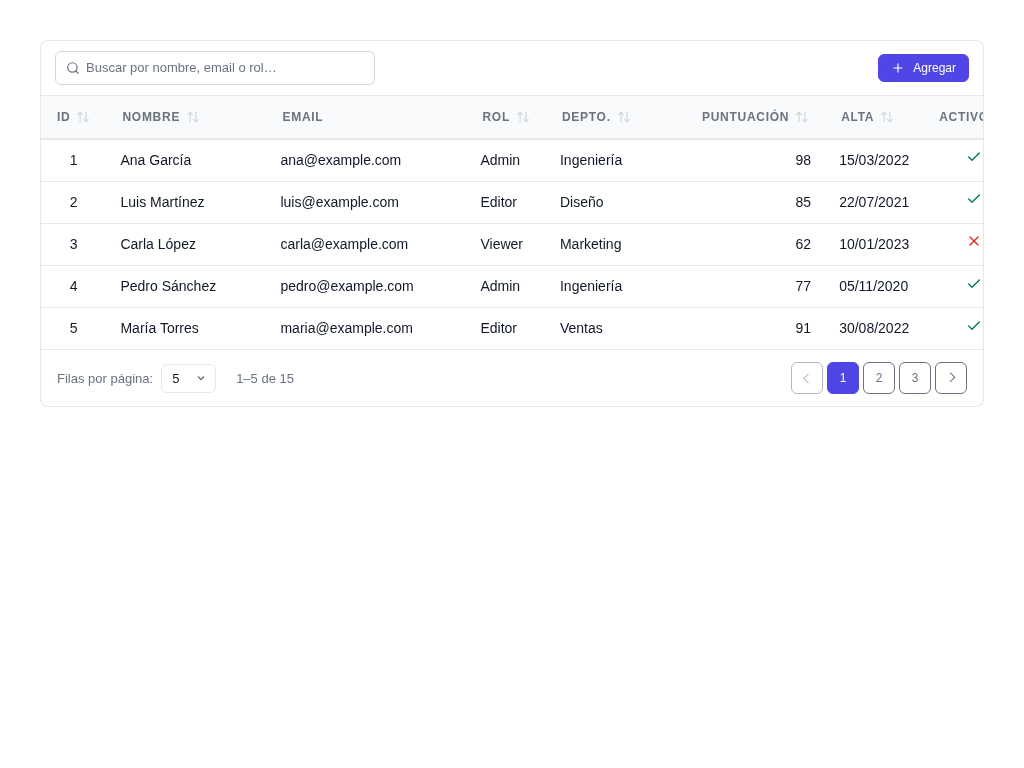 Buscar por nombre, email o rol…
Agregar
ID NOMBRE EMAIL ROL DEPTO. PUNTUACIÓN ALTA ACTIVO
1 Ana García ana@example.com Admin Ingeniería 98 15/03/2022
2 Luis Martínez luis@example.com Editor Diseño 85 22/07/2021
3 Carla López carla@example.com Viewer Marketing 62 10/01/2023
4 Pedro Sánchez pedro@example.com Admin Ingeniería 77 05/11/2020
5 María Torres maria@example.com Editor Ventas 91 30/08/2022
Filas por página: 5 1–5 de 15 1 2 3